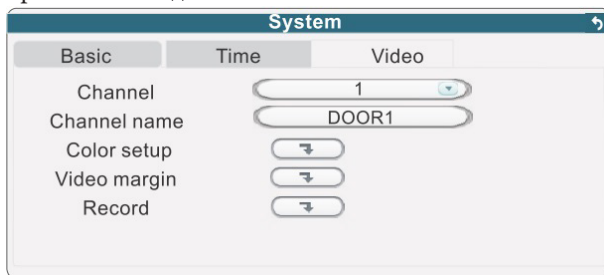 System
Basic Time Video
Channel 1
Channel name DOOR1
Color setup
Video margin
Record